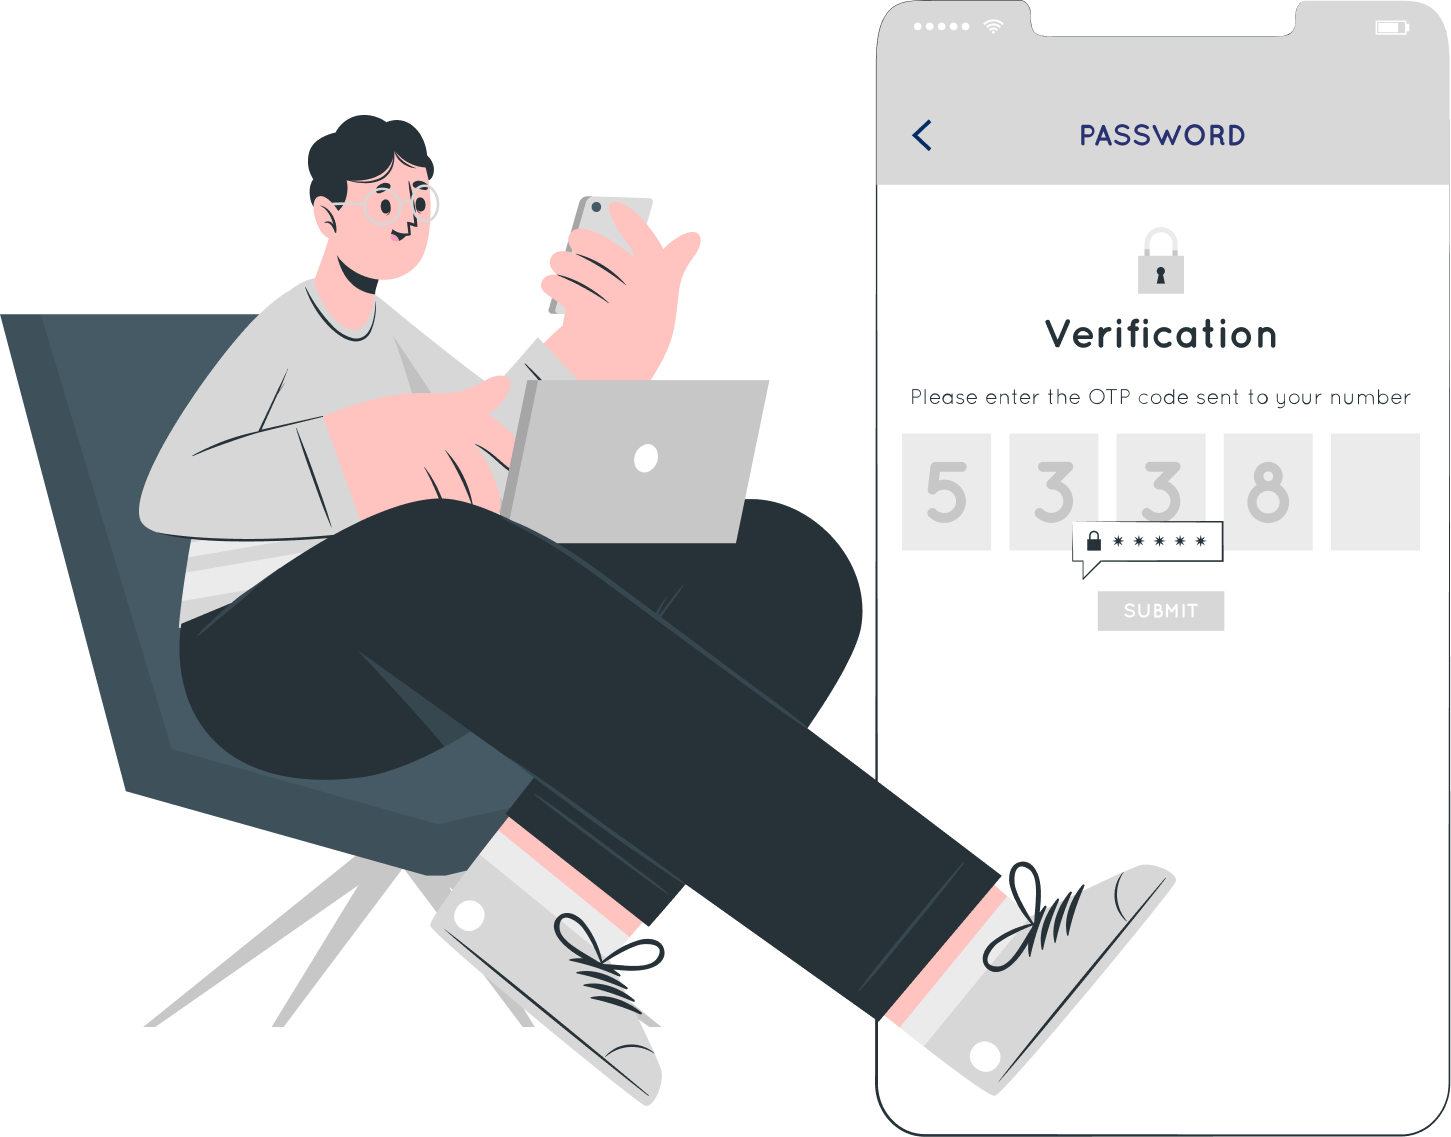 PASSWORD
Verification
Please enter the OTP code sent to your number
5 3 3 8
*****
SUBMIT